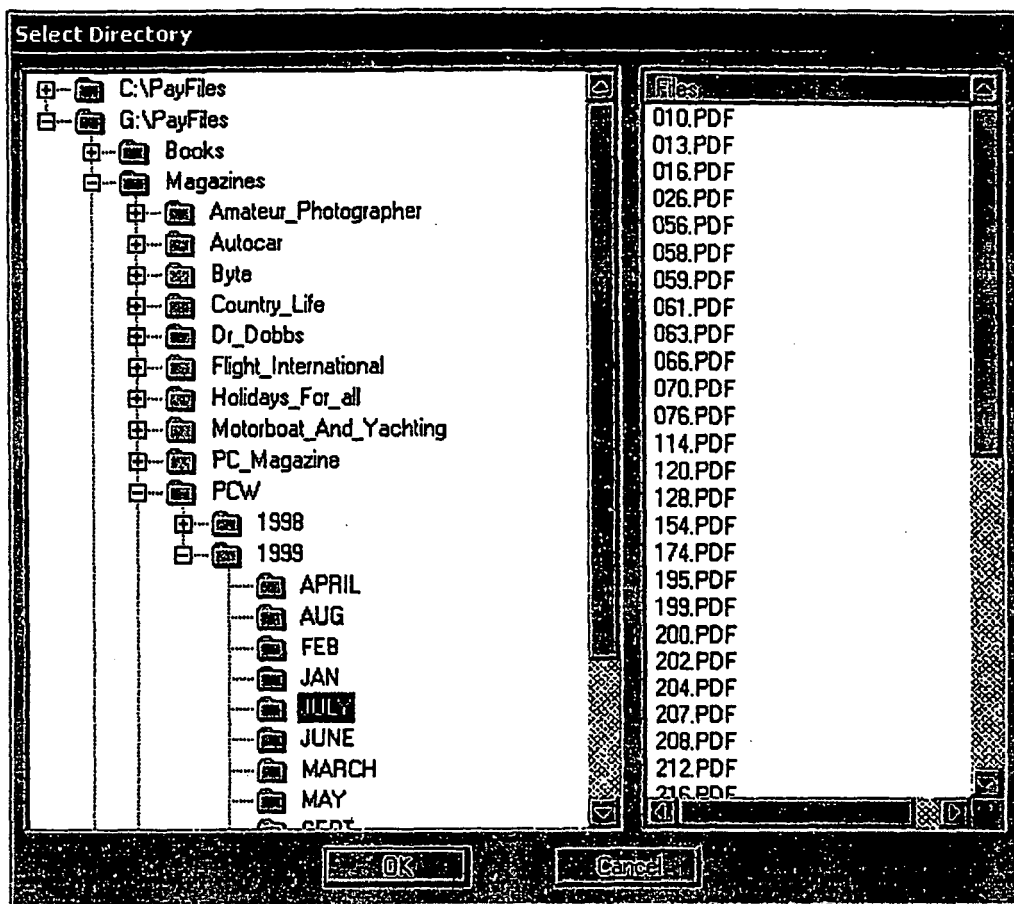 Select Directory
C:\PayFiles
G:\PayFiles
Books
Magazines
Amateur_Photographer
Autocar
Byte
Country_Life
Dr_Dobbs
Flight_International
Holidays_For_all
Motorboat_And_Yachting
PC_Magazine
PCW
1998
1999
APRIL
AUG
FEB
JAN
JULY
JUNE
MARCH
MAY
SEPT
Files
010.PDF
013.PDF
016.PDF
026.PDF
056.PDF
058.PDF
059.PDF
061.PDF
063.PDF
066.PDF
070.PDF
076.PDF
114.PDF
120.PDF
128.PDF
154.PDF
174.PDF
195.PDF
199.PDF
200.PDF
202.PDF
204.PDF
207.PDF
208.PDF
212.PDF
216.PDF
OK
Cancel